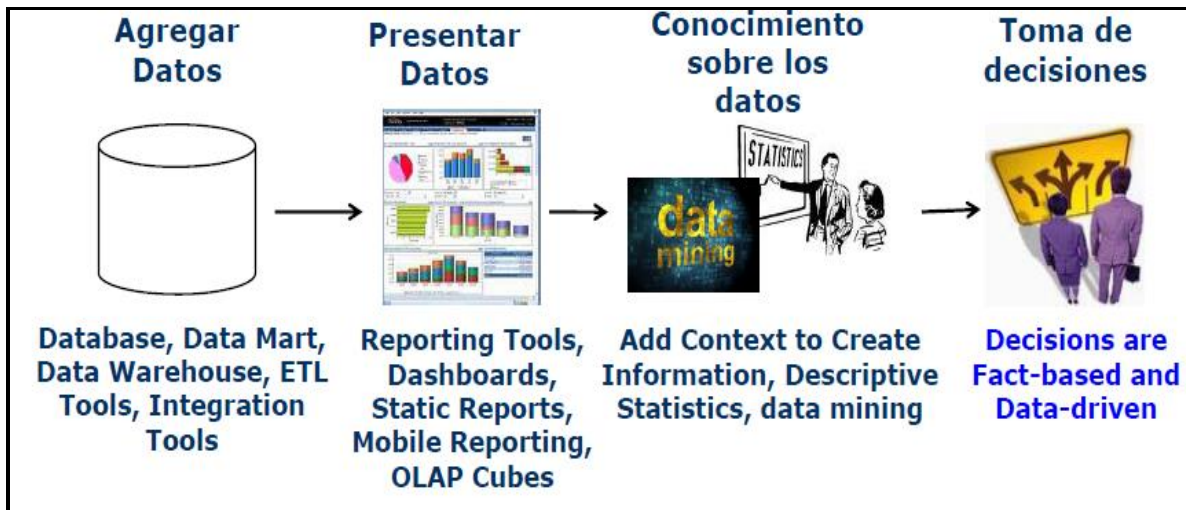 Agregar
Datos
Presentar
Datos
Conocimiento
sobre los
datos
Toma de
decisiones
STATISTICS
data
mining
Database, Data Mart,
Data Warehouse, ETL
Tools, Integration
Tools
Reporting Tools,
Dashboards,
Static Reports,
Mobile Reporting,
OLAP Cubes
Add Context to Create
Information, Descriptive
Statistics, data mining
Decisions are
Fact-based and
Data-driven